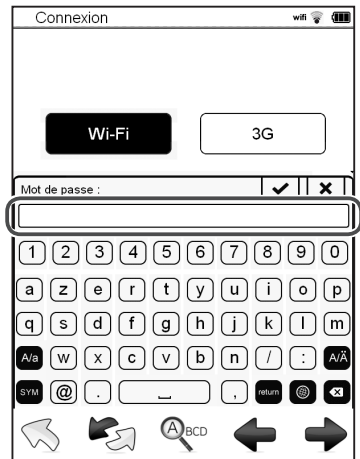 Connexion wifi
Wi-Fi 3G
Mot de passe :
1 2 3 4 5 6 7 8 9 0
a z e r t y u i o p
q s d f g h j k l m
A/a w x c v b n / : A/Ä
SYM @ . , return
A BCD